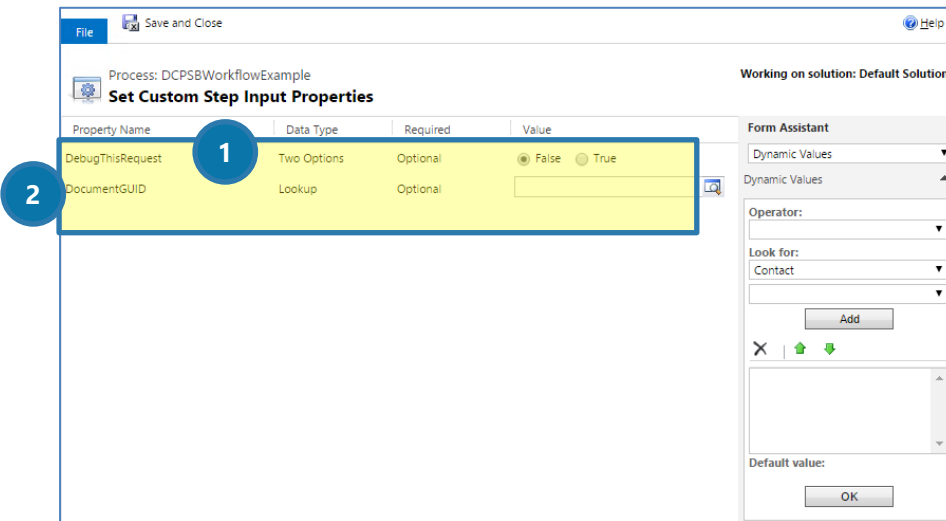 File
Save and Close
Help
Process: DCPSBWorkflowExample
Set Custom Step Input Properties
Working on solution: Default Solution
Property Name Data Type Required Value
DebugThisRequest Two Options Optional False True
1
2
DocumentGUID Lookup Optional
Form Assistant
Dynamic Values
Dynamic Values
Operator:
Look for:
Contact
Add
Default value:
OK